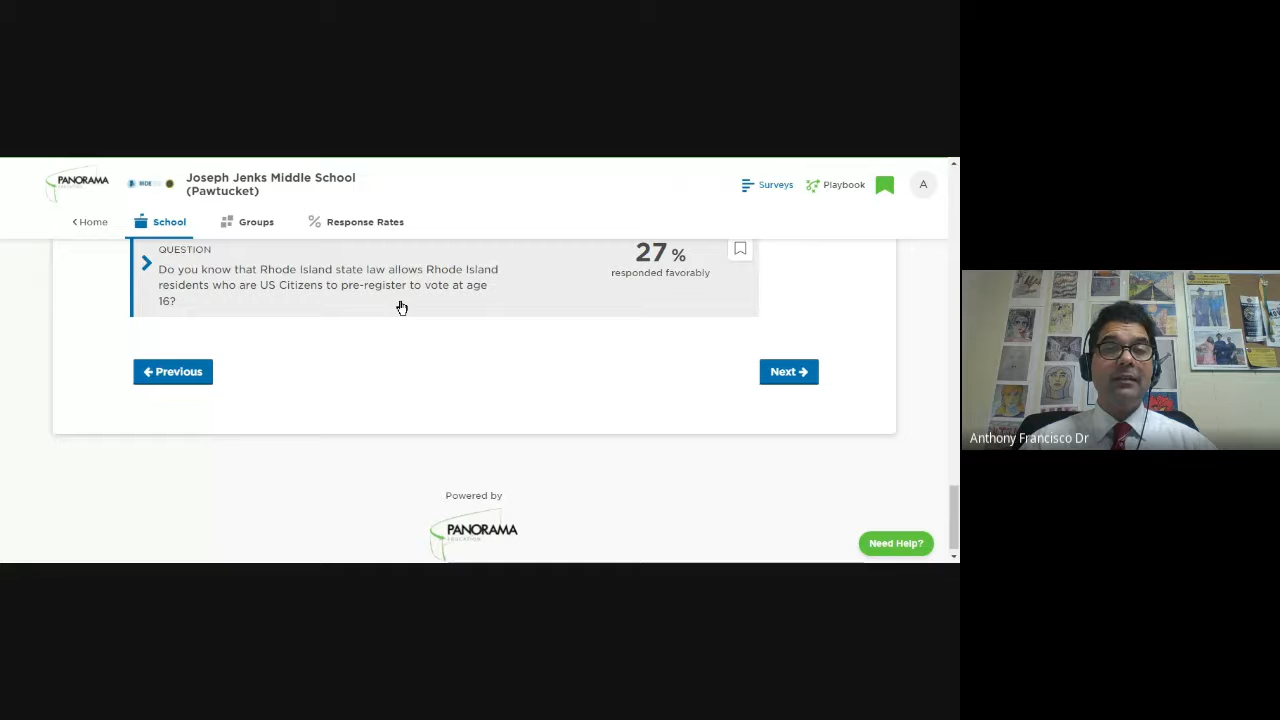 PANORAMA
RIDE
Joseph Jenks Middle School
(Pawtucket)
Surveys
Playbook
A
Home
School
Groups
Response Rates
QUESTION
Do you know that Rhode Island state law allows Rhode Island
residents who are US Citizens to pre-register to vote at age
16?
27 %
responded favorably
Previous
Next
Powered by
PANORAMA
EDUCATION
Need Help?
Anthony Francisco Dr